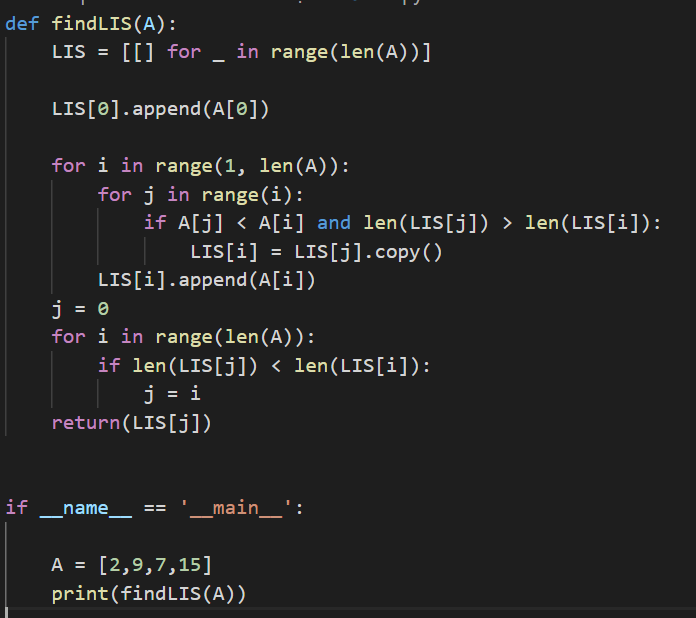 def findLIS(A):
    LIS = [[] for _ in range(len(A))]

    LIS[0].append(A[0])

    for i in range(1, len(A)):
        for j in range(i):
            if A[j] < A[i] and len(LIS[j]) > len(LIS[i]):
                LIS[i] = LIS[j].copy()
        LIS[i].append(A[i])
    j = 0
    for i in range(len(A)):
        if len(LIS[j]) < len(LIS[i]):
            j = i
    return(LIS[j])


if __name__ == '__main__':

    A = [2,9,7,15]
    print(findLIS(A))